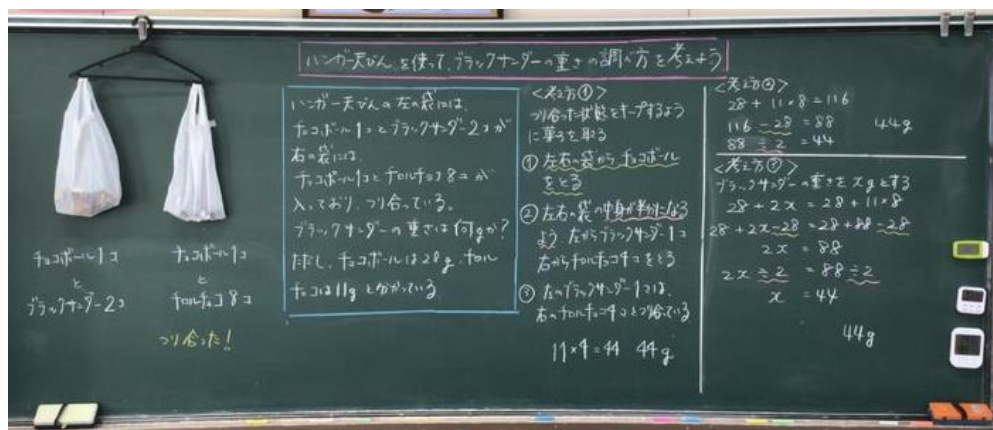 ハンガー天びんを使って、ブラックサンダーの重さの調べ方を考えよう
チョコボール1コ
と
ブラックサンダー2コ
チョコボール1コ
と
チロルチョコ8コ
つり合った!
ハンガー天びんの左の袋には、
チョコボール1コとブラックサンダー2コが
右の袋には、
チョコボール1コとチロルチョコ8コが
入っており、つり合っている。
ブラックサンダーの重さは何gか?
ただし、チョコボールは28g、チロル
チョコは11gと分かっている。
<考え方①>
つり合った状態をキープするよう
に菓子を取る
① 左右の袋からチョコボール
をとる
② 左右の袋の中身が半分になる
よう 左からブラックサンダー1コ
右からチロルチョコ4コをとる
③ 左のブラックサンダー1コは、
右のチロルチョコ4コとつり合っている
11×4=44 44g
<考え方②>
28+11×8=116
116-28=88
88÷2=44
44g
<考え方③>
ブラックサンダーの重さをxgとする
28+2x=28+11×8
28+2x-28=28+88-28
2x=88
2x÷2=88÷2
x=44
44g